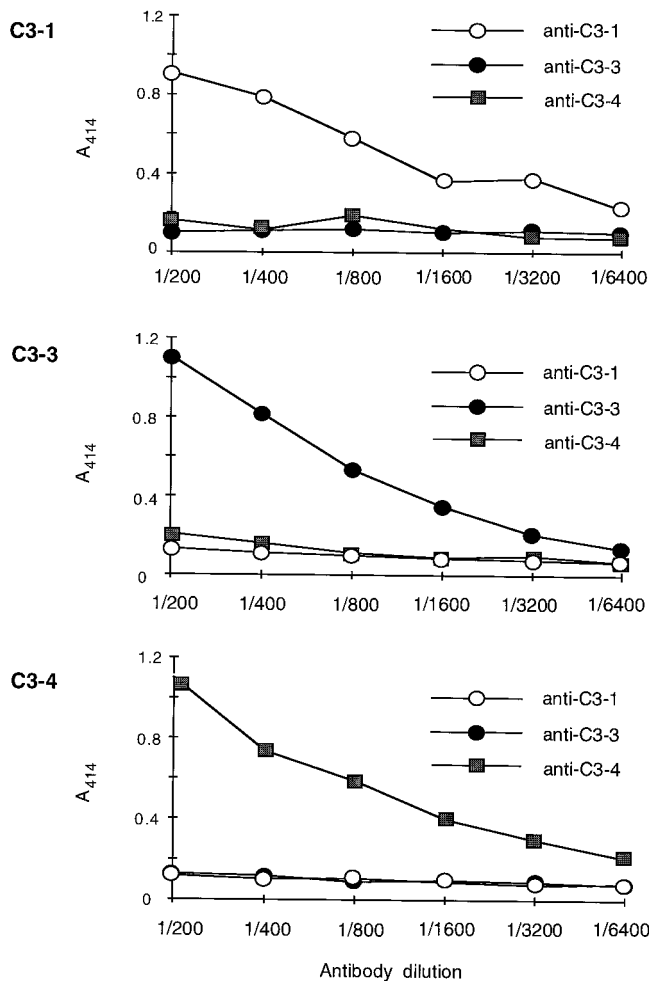 C3-1
1.2
0.8
0.4
0
A414
anti-C3-1
anti-C3-3
anti-C3-4
1/200 1/400 1/800 1/1600 1/3200 1/6400
C3-3
1.2
0.8
0.4
0
A414
anti-C3-1
anti-C3-3
anti-C3-4
1/200 1/400 1/800 1/1600 1/3200 1/6400
C3-4
1.2
0.8
0.4
0
A414
anti-C3-1
anti-C3-3
anti-C3-4
1/200 1/400 1/800 1/1600 1/3200 1/6400
Antibody dilution